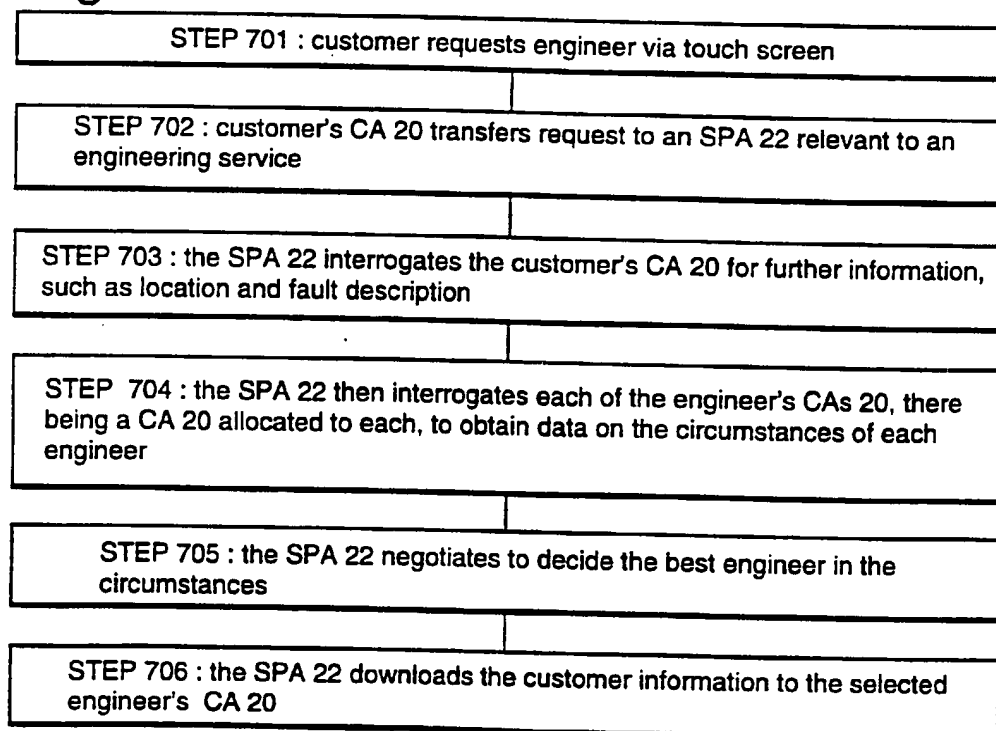 STEP 701 : customer requests engineer via touch screen
STEP 702 : customer's CA 20 transfers request to an SPA 22 relevant to an
engineering service
STEP 703 : the SPA 22 interrogates the customer's CA 20 for further information,
such as location and fault description
STEP 704 : the SPA 22 then interrogates each of the engineer's CAs 20, there
being a CA 20 allocated to each, to obtain data on the circumstances of each
engineer
STEP 705 : the SPA 22 negotiates to decide the best engineer in the
circumstances
STEP 706 : the SPA 22 downloads the customer information to the selected
engineer's CA 20